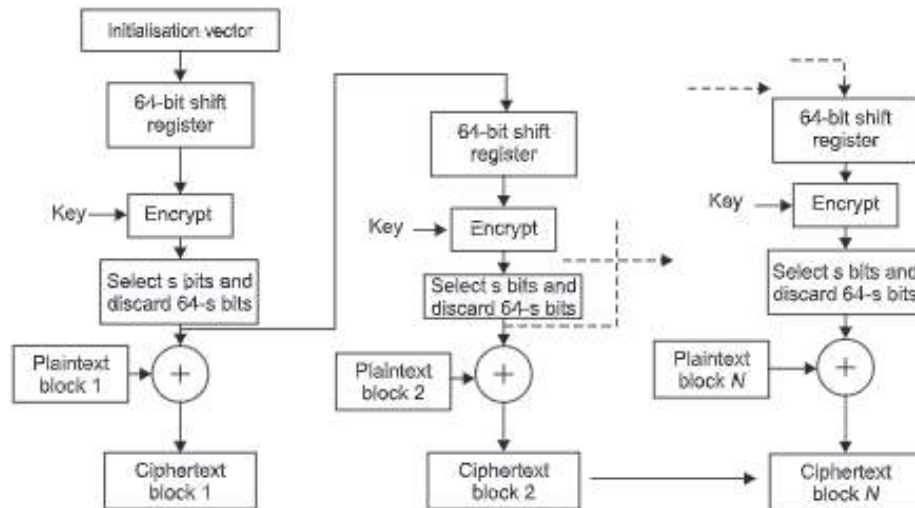 Initialisation vector
64-bit shift
register
Key
Encrypt
Select s bits and
discard 64-s bits
Plaintext
block 1
+
Ciphertext
block 1
64-bit shift
register
Key
Encrypt
Select s bits and
discard 64-s bits
Plaintext
block 2
+
Ciphertext
block 2
64-bit shift
register
Key
Encrypt
Select s bits and
discard 64-s bits
Plaintext
block N
+
Ciphertext
block N